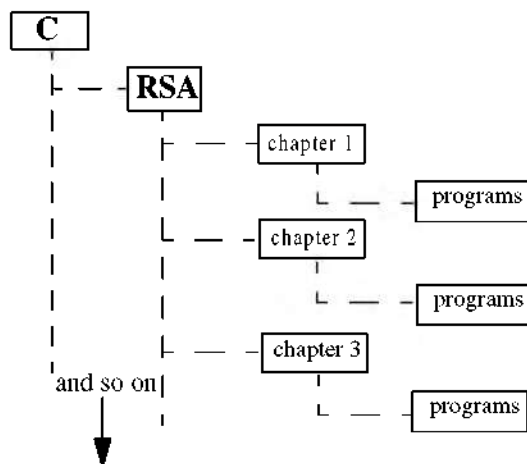 C
RSA
chapter 1
programs
chapter 2
programs
chapter 3
and so on
programs